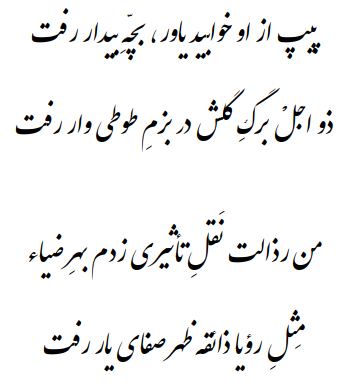 پیپ از او خوابید یاور ، بچّهِ بیدار رفت
ذو اجلْ برگِ گلش در بزمِ طوطی وار رفت
من رذالت نَقلِ تأثیری زدم بهرِ ضیاء
مِثلِ رؤیا ذائقه ظهر صفای یار رفت